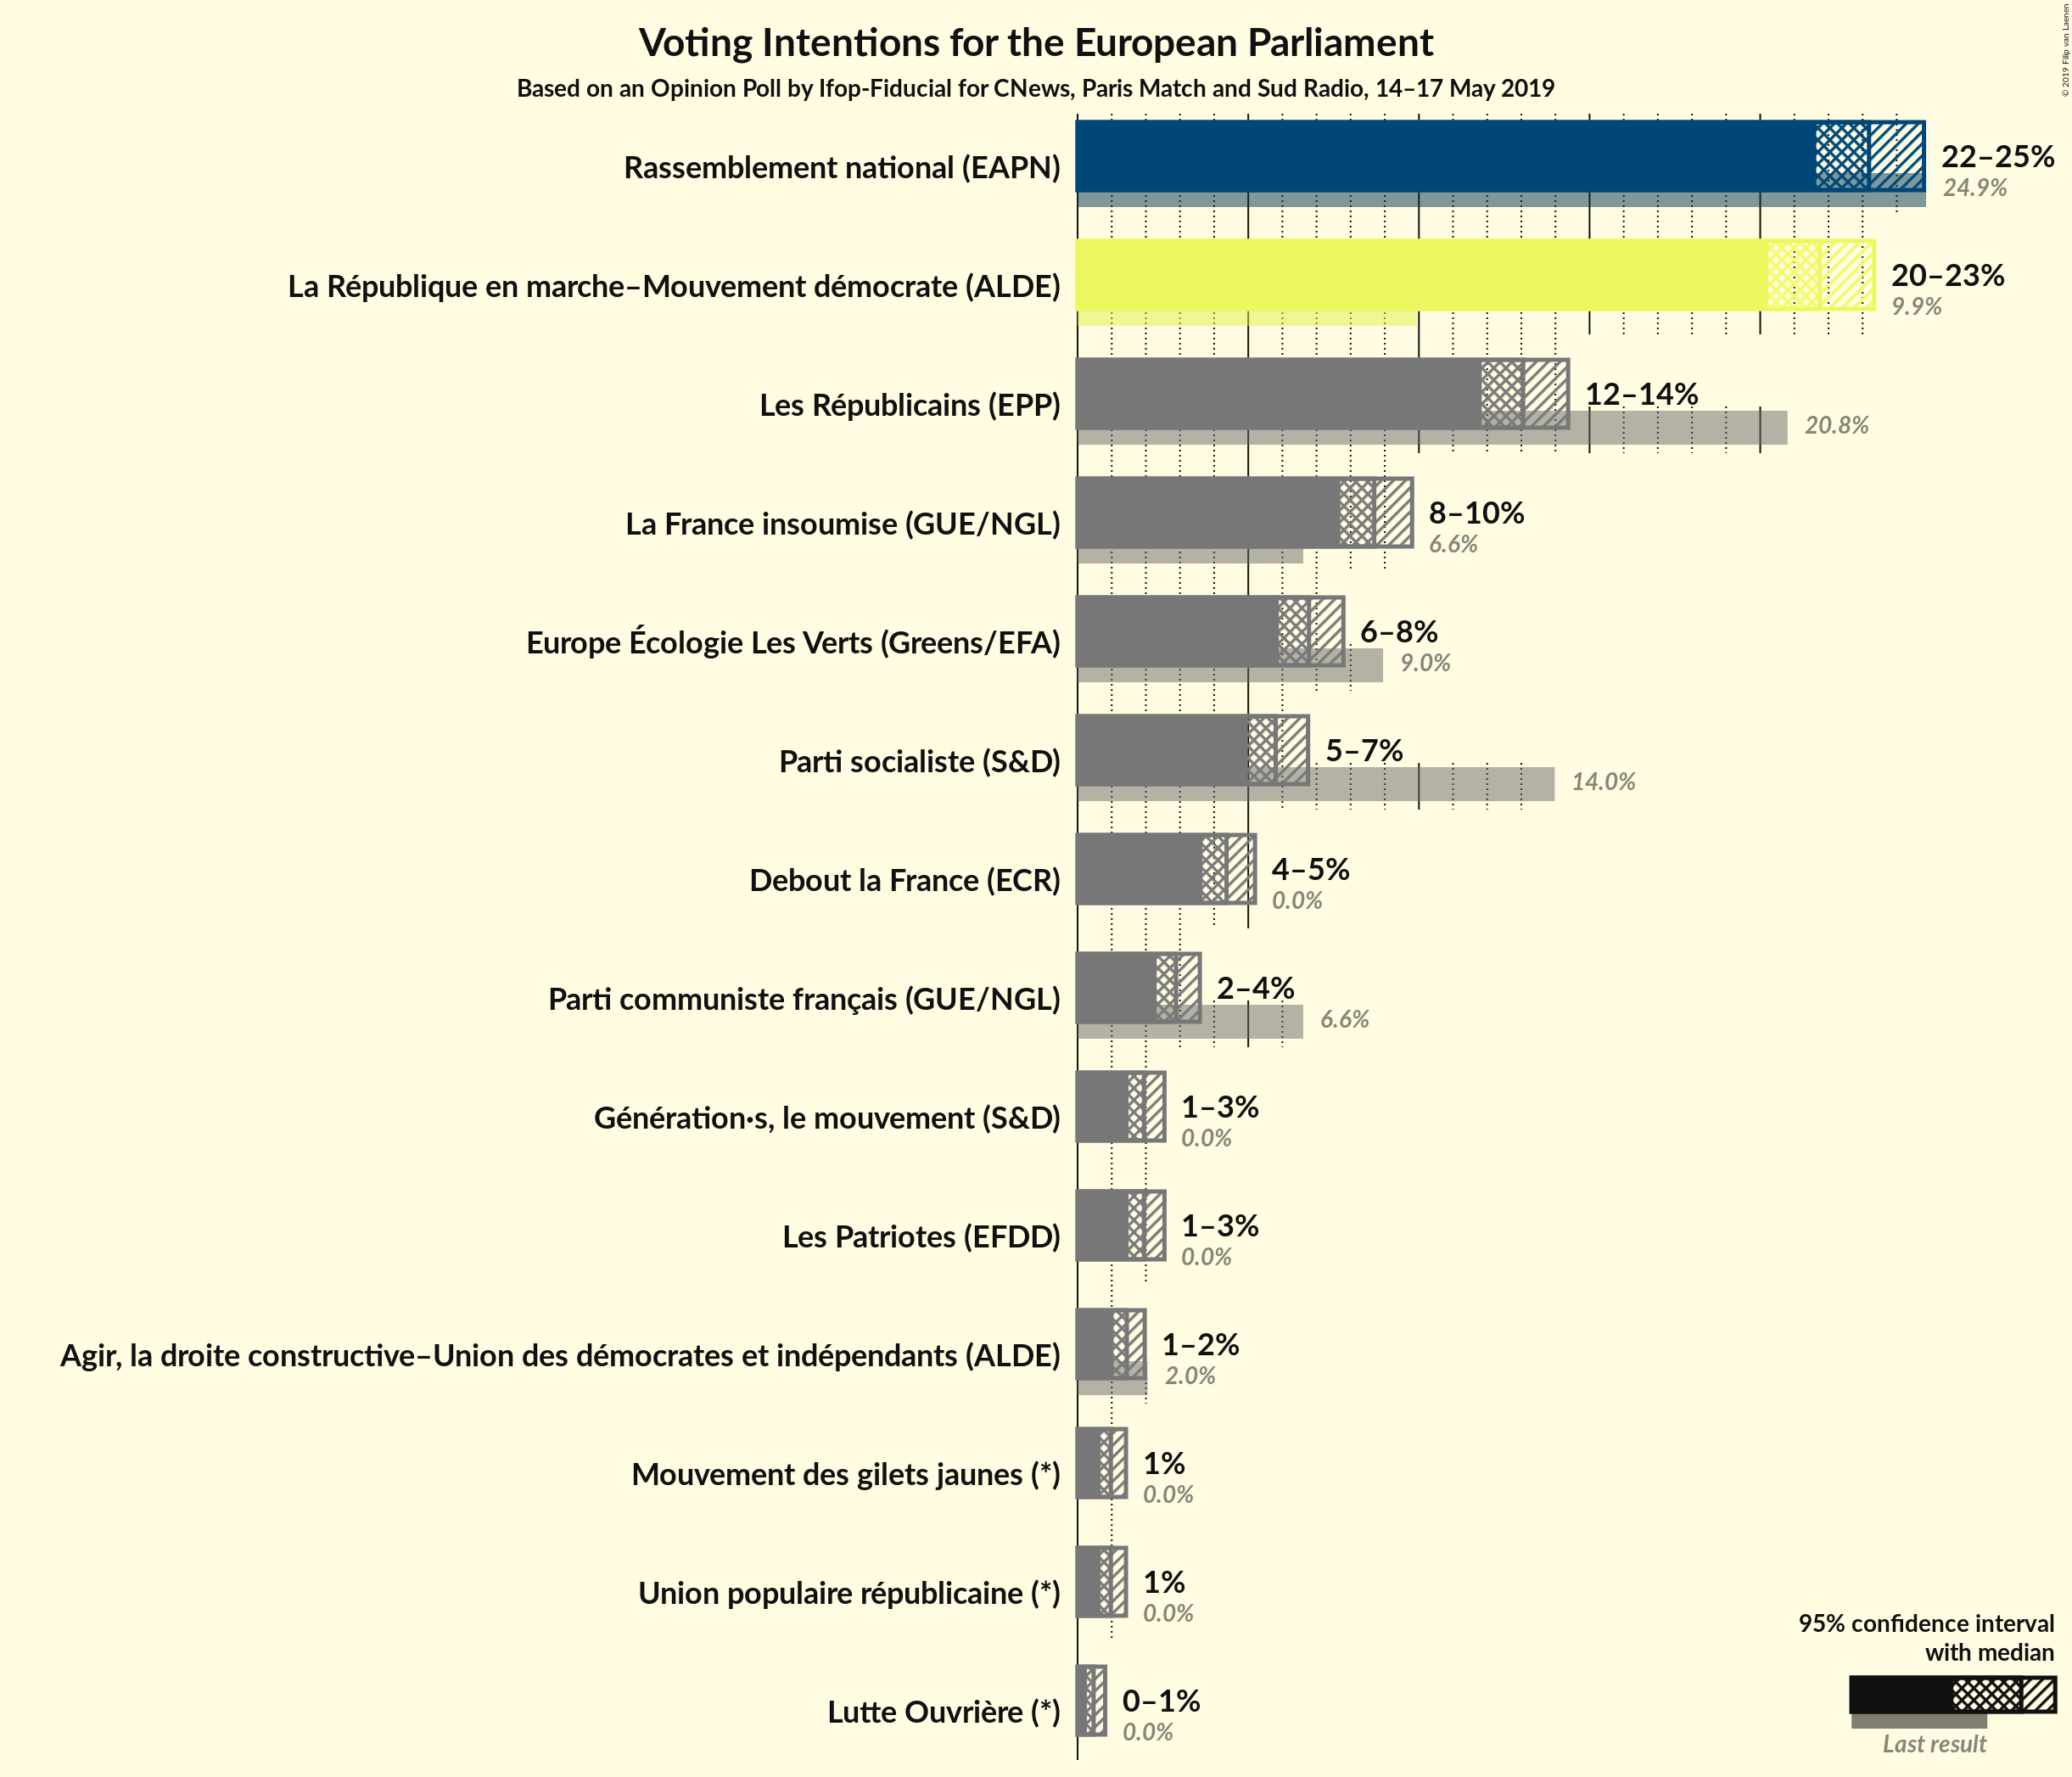 Voting Intentions for the European Parliament
Based on an Opinion Poll by Ifop-Fiducial for CNews, Paris Match and Sud Radio, 14–17 May 2019
© 2019 Filip van Laenen
Rassemblement national (EAPN)
22–25%
24.9%
La République en marche–Mouvement démocrate (ALDE)
20–23%
9.9%
Les Républicains (EPP)
12–14%
20.8%
La France insoumise (GUE/NGL)
8–10%
6.6%
Europe Écologie Les Verts (Greens/EFA)
6–8%
9.0%
Parti socialiste (S&D)
5–7%
14.0%
Debout la France (ECR)
4–5%
0.0%
Parti communiste français (GUE/NGL)
2–4%
6.6%
Génération·s, le mouvement (S&D)
1–3%
0.0%
Les Patriotes (EFDD)
1–3%
0.0%
Agir, la droite constructive–Union des démocrates et indépendants (ALDE)
1–2%
2.0%
Mouvement des gilets jaunes (*)
1%
0.0%
Union populaire républicaine (*)
1%
0.0%
Lutte Ouvrière (*)
0–1%
0.0%
95% confidence interval
with median
Last result